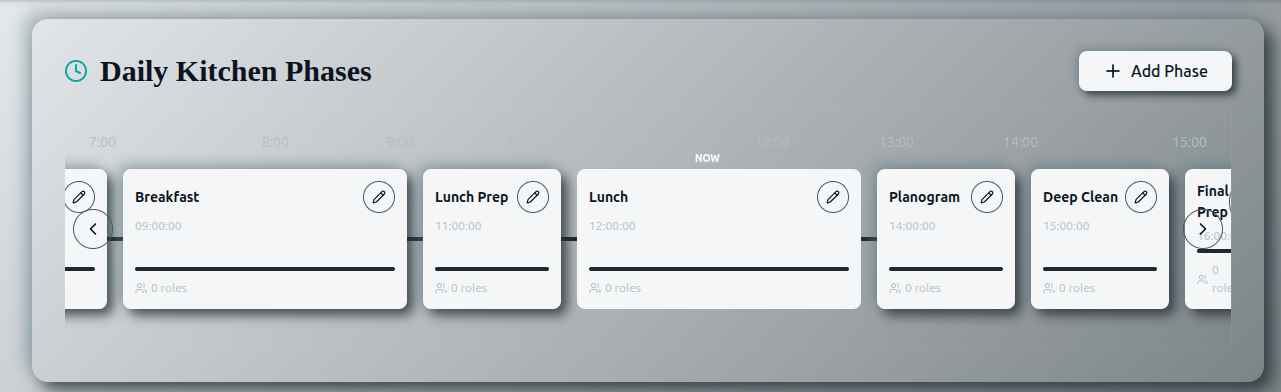 Daily Kitchen Phases
Add Phase
7:00
8:00
9:00
12:00
13:00
14:00
15:00
NOW
Breakfast
09:00:00
0 roles
Lunch Prep
11:00:00
0 roles
Lunch
12:00:00
0 roles
Planogram
14:00:00
0 roles
Deep Clean
15:00:00
0 roles
Final
Prep
16:00:
0
role